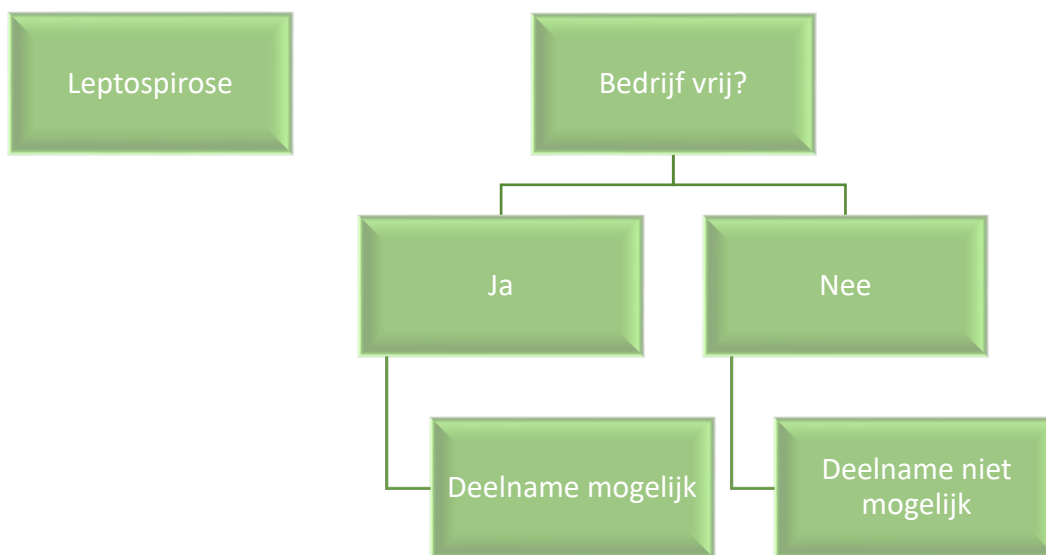 Leptospirose
Bedrijf vrij?
Ja
Nee
Deelname mogelijk
Deelname niet
mogelijk